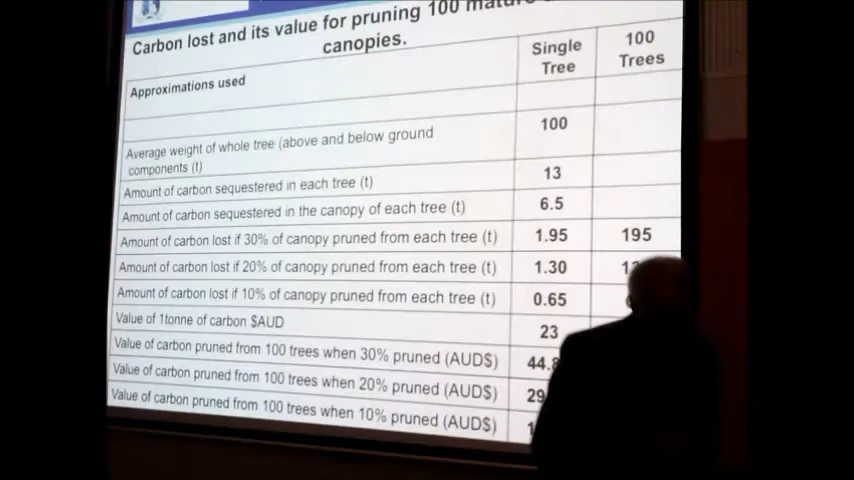 Carbon lost and its value for pruning 100
canopies.
Approximations used
Single Tree
100 Trees
Average weight of whole tree (above and below ground components (t) 100
Amount of carbon sequestered in each tree (t) 13
Amount of carbon sequestered in the canopy of each tree (t) 6.5
Amount of carbon lost if 30% of canopy pruned from each tree (t) 1.95 195
Amount of carbon lost if 20% of canopy pruned from each tree (t) 1.30
Amount of carbon lost if 10% of canopy pruned from each tree (t) 0.65
Value of 1tonne of carbon $AUD 23
Value of carbon pruned from 100 trees when 30% pruned (AUD$) 44.8
Value of carbon pruned from 100 trees when 20% pruned (AUD$) 29
Value of carbon pruned from 100 trees when 10% pruned (AUD$)